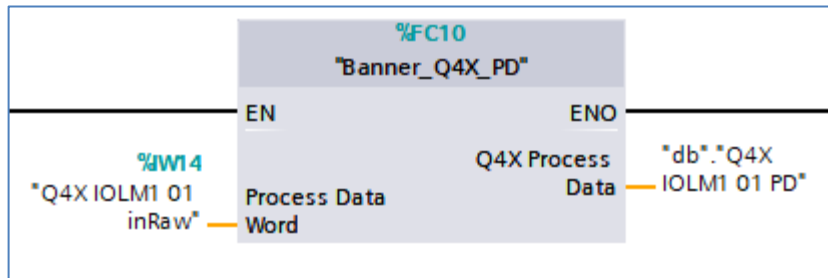 %FC10
"Banner_Q4X_PD"
EN
ENO
%IW14
"Q4X IOLM1 01
inRaw"
Process Data
Word
Q4X Process
Data
"db"."Q4X
IOLM1 01 PD"